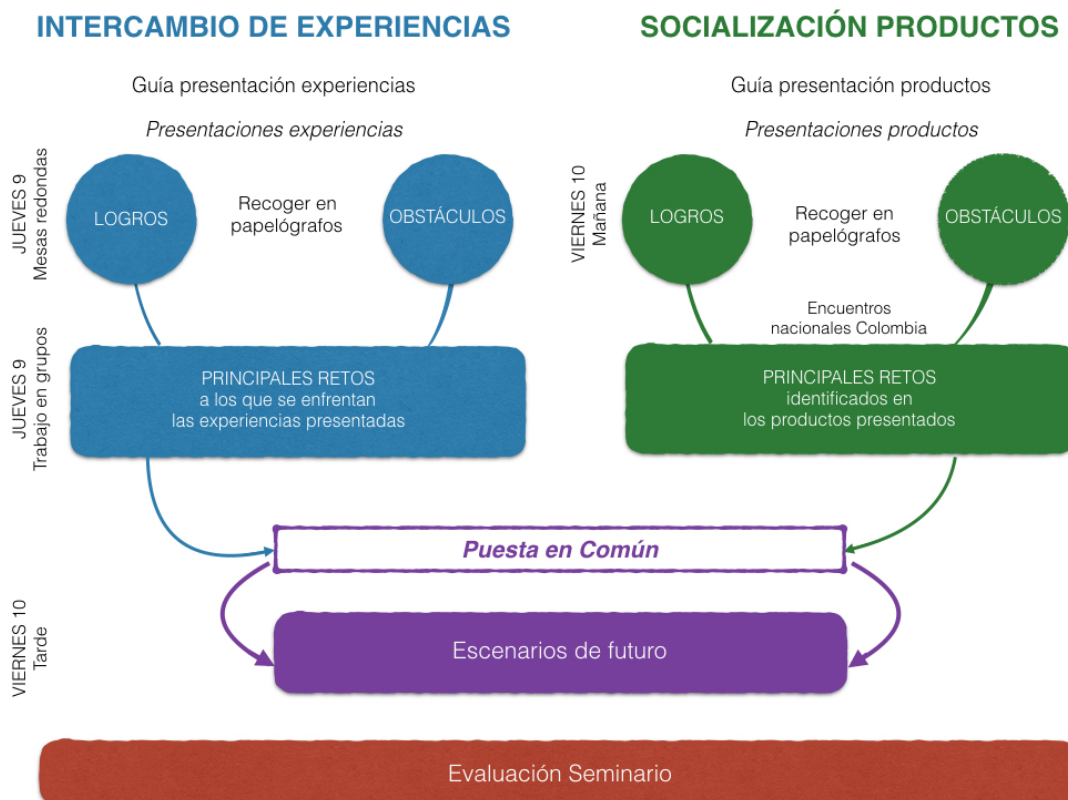 INTERCAMBIO DE EXPERIENCIAS
Guía presentación experiencias
Presentaciones experiencias
JUEVES 9
Mesas redondas
LOGROS
Recoger en
papelógrafos
OBSTÁCULOS
JUEVES 9
Trabajo en grupos
PRINCIPALES RETOS
a los que se enfrentan
las experiencias presentadas
SOCIALIZACIÓN PRODUCTOS
Guía presentación productos
Presentaciones productos
VIERNES 10
Mañana
LOGROS
Recoger en
papelógrafos
OBSTÁCULOS
Encuentros
nacionales Colombia
PRINCIPALES RETOS
identificados en
los productos presentados
VIERNES 10
Tarde
Puesta en Común
Escenarios de futuro
Evaluación Seminario